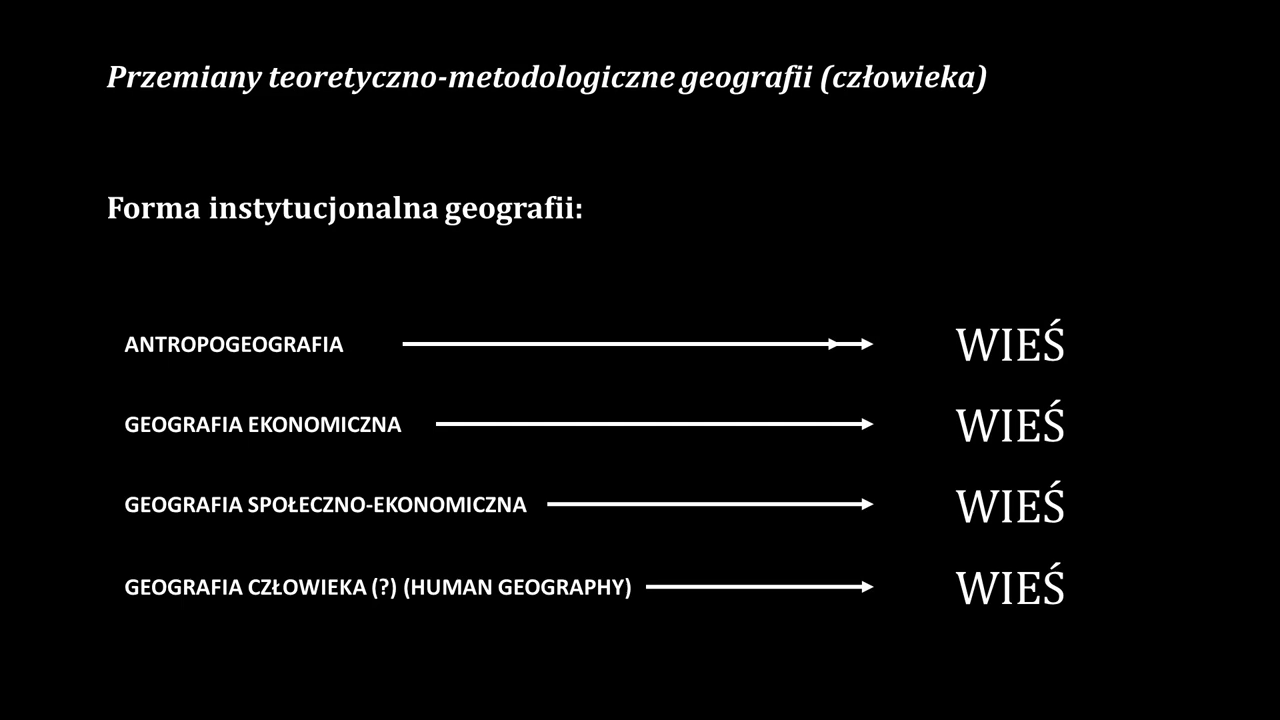 Przemiany teoretyczno-metodologiczne geografii (człowieka)
Forma instytucjonalna geografii:
ANTROPOGEOGRAFIA WIEŚ
GEOGRAFIA EKONOMICZNA WIEŚ
GEOGRAFIA SPOŁECZNO-EKONOMICZNA WIEŚ
GEOGRAFIA CZŁOWIEKA (?) (HUMAN GEOGRAPHY) WIEŚ